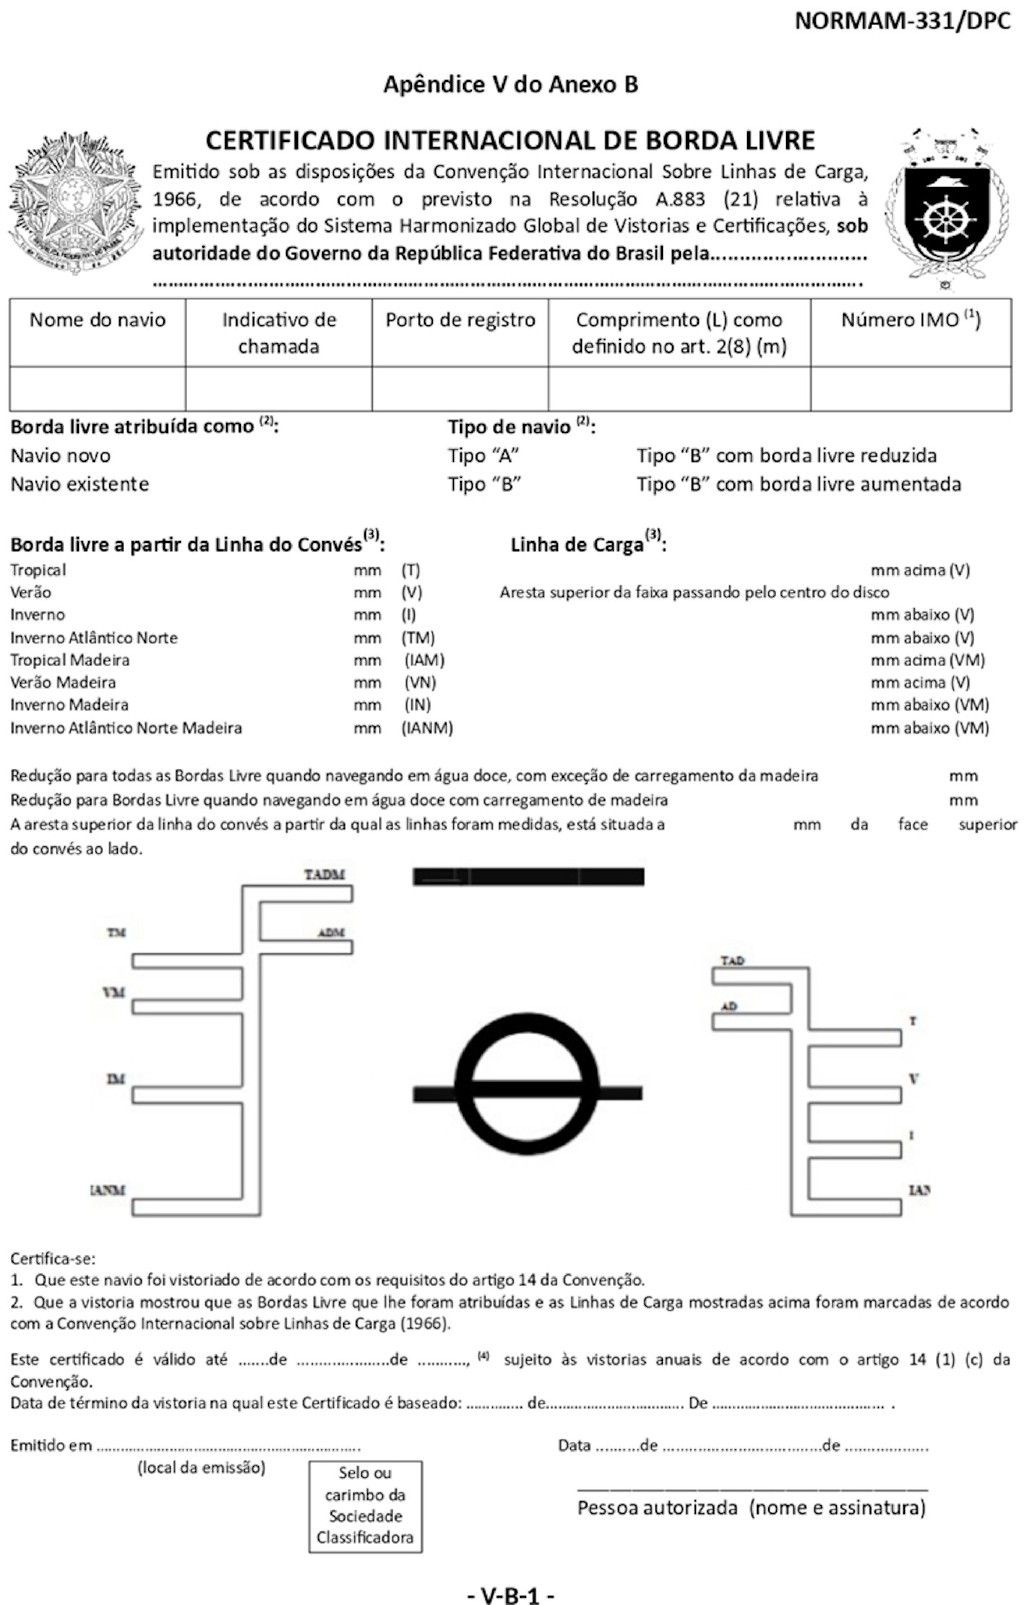 NORMAM-331/DPC
Apêndice V do Anexo B
CERTIFICADO INTERNACIONAL DE BORDA LIVRE
Emitido sob as disposições da Convenção Internacional Sobre Linhas de Carga,
1966, de acordo com o previsto na Resolução A.883 (21) relativa à
implementação do Sistema Harmonizado Global de Vistorias e Certificações, sob
autoridade do Governo da República Federativa do Brasil pela...........................
........................................................................................................................
Nome do navio Indicativo de chamada Porto de registro Comprimento (L) como definido no art. 2(8) (m) Número IMO (1)
Borda livre atribuída como (2): Tipo de navio (2):
Navio novo Tipo “A” Tipo “B” com borda livre reduzida
Navio existente Tipo “B” Tipo “B” com borda livre aumentada
Borda livre a partir da Linha do Convés(3): Linha de Carga(3):
Tropical mm (T) mm acima (V)
Verão mm (V) Aresta superior da faixa passando pelo centro do disco
Inverno mm (I) mm abaixo (V)
Inverno Atlântico Norte mm (TM) mm abaixo (V)
Tropical Madeira mm (IAM) mm acima (VM)
Verão Madeira mm (VN) mm acima (V)
Inverno Madeira mm (IN) mm abaixo (VM)
Inverno Atlântico Norte Madeira mm (IANM) mm abaixo (VM)
Redução para todas as Bordas Livre quando navegando em água doce, com exceção de carregamento da madeira mm
Redução para Bordas Livre quando navegando em água doce com carregamento de madeira mm
A aresta superior da linha do convés a partir da qual as linhas foram medidas, está situada a mm da face superior
do convés ao lado.
TADM
TM ADM
TAD
VM AD
T
IM V
I
IANM IAN
Certifica-se:
1. Que este navio foi vistoriado de acordo com os requisitos do artigo 14 da Convenção.
2. Que a vistoria mostrou que as Bordas Livre que lhe foram atribuídas e as Linhas de Carga mostradas acima foram marcadas de acordo
com a Convenção Internacional sobre Linhas de Carga (1966).
Este certificado é válido até .......de ......................de ..........., (4) sujeito às vistorias anuais de acordo com o artigo 14 (1) (c) da
Convenção.
Data de término da vistoria na qual este Certificado é baseado: .............. de.................................. De .......................................... .
Emitido em ................................................................ Data ..........de ......................................de ....................
(local da emissão)
Selo ou
carimbo da
Sociedade
Classificadora
Pessoa autorizada (nome e assinatura)
- V-B-1 -